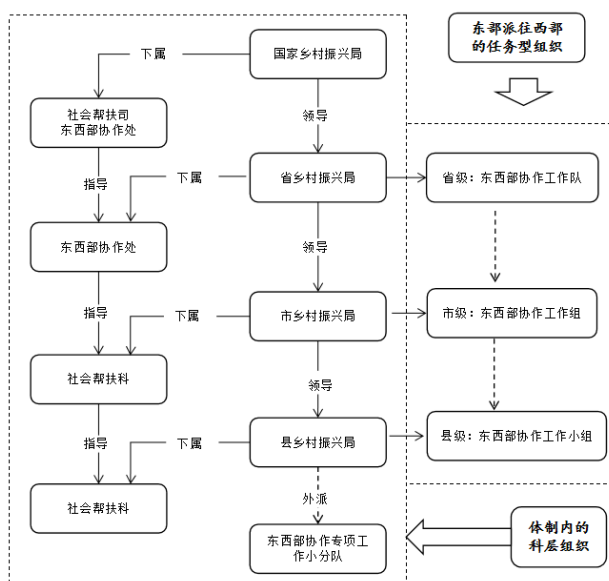 下属
国家乡村振兴局
东部派往西部
的任务型组织
社会帮扶司
东西部协作处
领导
指导
下属
省乡村振兴局
省级：东西部协作工作队
东西部协作处
领导
指导
下属
市乡村振兴局
市级：东西部协作工作组
社会帮扶科
领导
指导
下属
县乡村振兴局
县级：东西部协作工作小组
社会帮扶科
外派
东西部协作专项工
作小分队
体制内的
科层组织